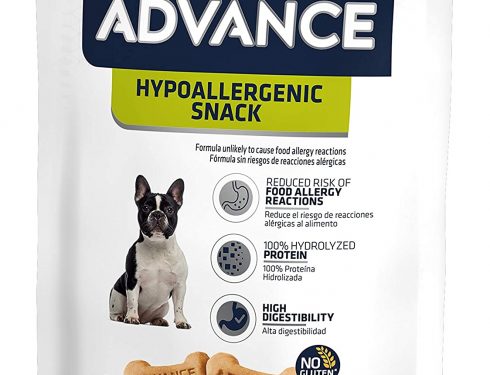 ADVANCE
HYPOALLERGENIC
SNACK
Formula unlikely to cause food allergy reactions
Fórmula sin riesgos de reacciones alérgicas
REDUCED RISK OF
FOOD ALLERGY
REACTIONS
Reduce el riesgo de reacciones
alérgicas al alimento
100% HYDROLYZED
PROTEIN
100% Proteína
Hidrolizada
HIGH
DIGESTIBILITY
Alta digestibilidad
ADVANCE
NO
GLUTEN*